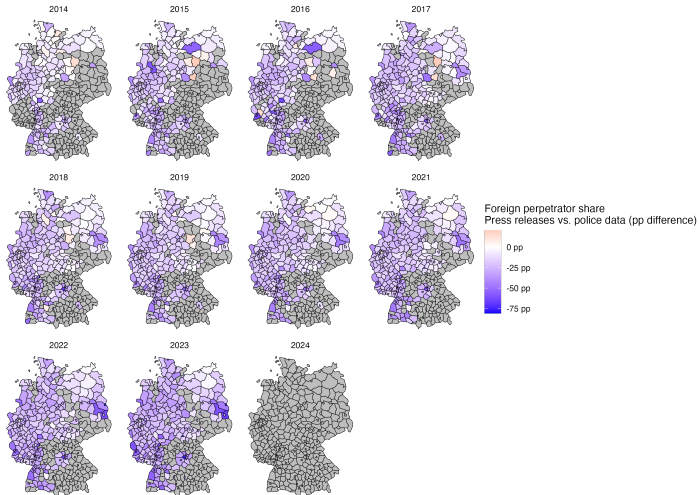 2014 2015 2016 2017
2018 2019 2020 2021
Foreign perpetrator share
Press releases vs. police data (pp difference)
0 pp
-25 pp
-50 pp
-75 pp
2022 2023 2024